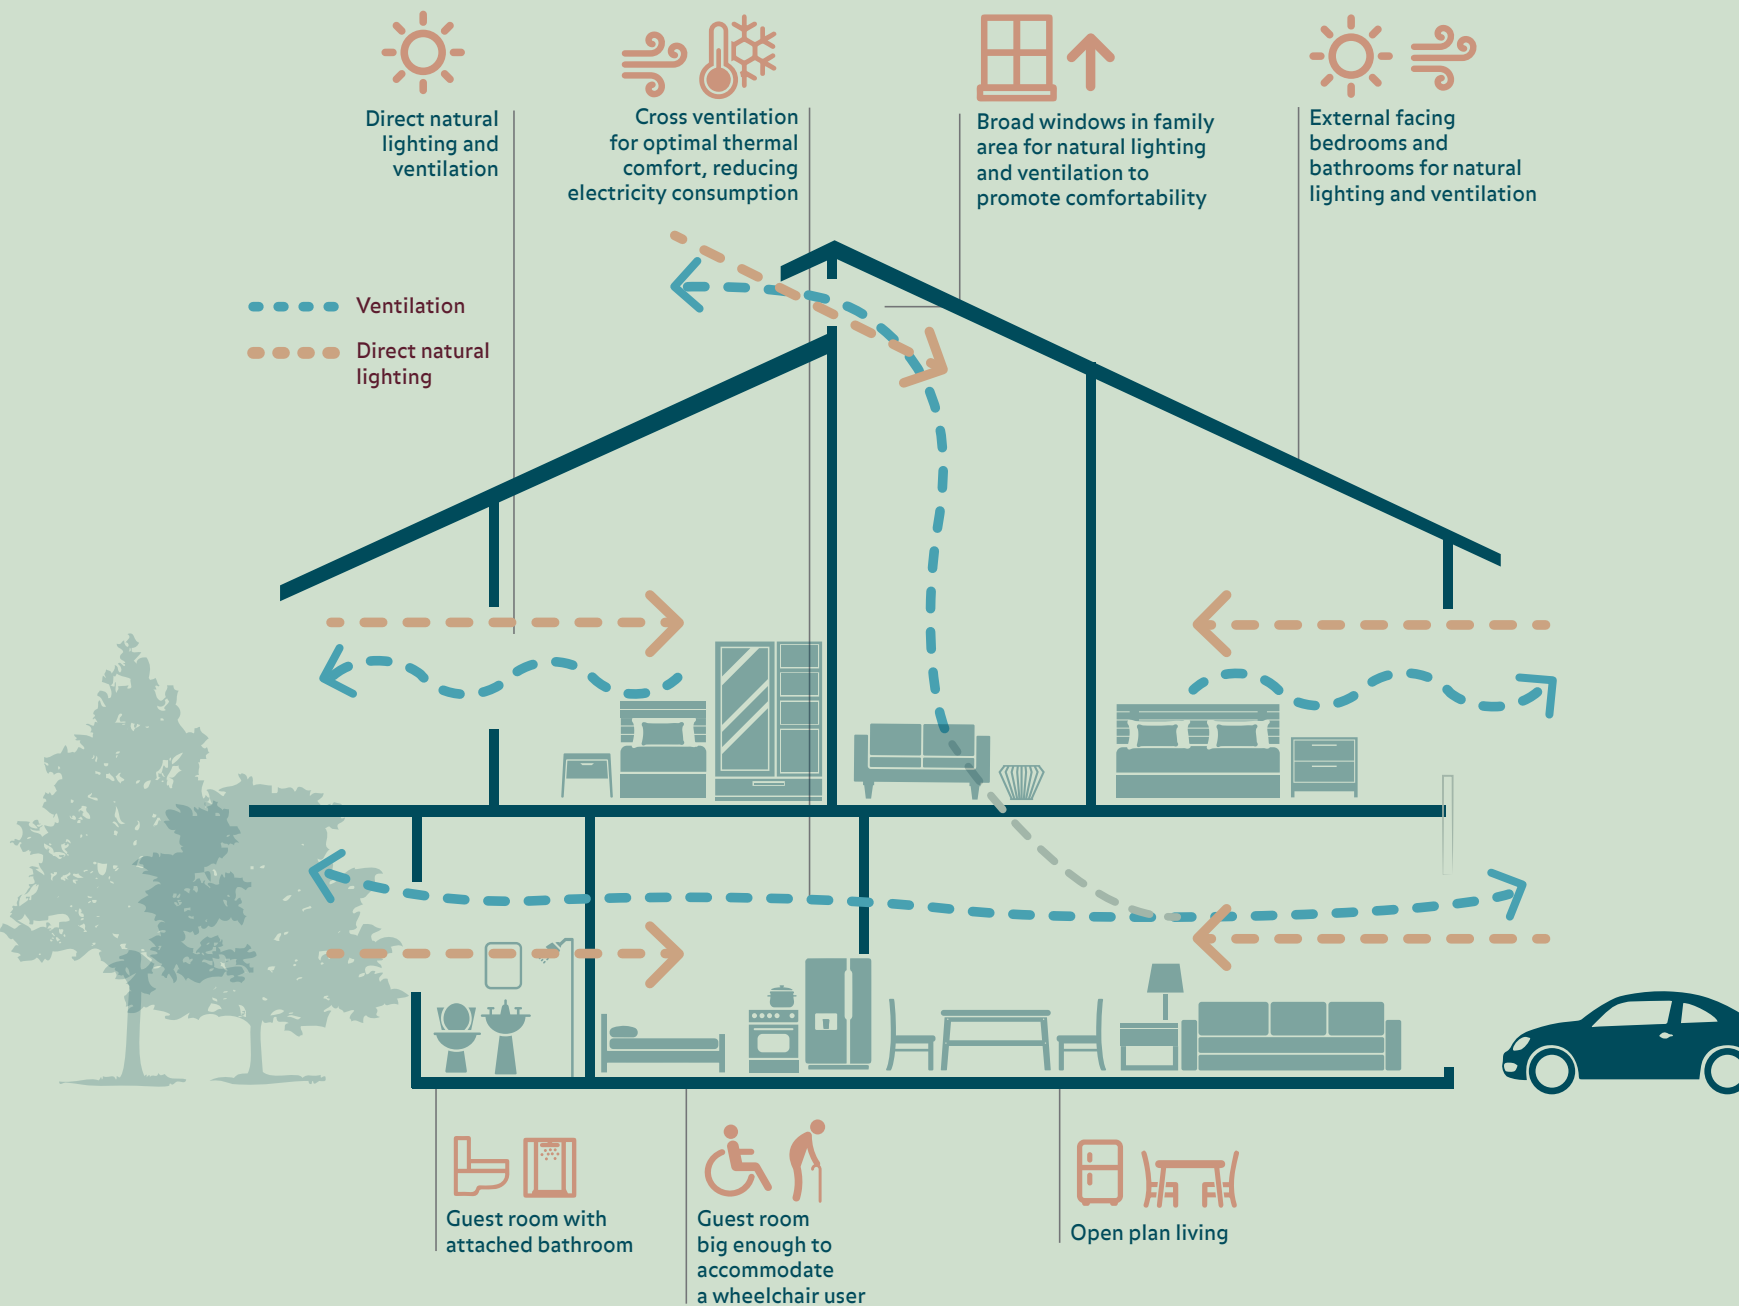 Direct natural
lighting and
ventilation
Cross ventilation
for optimal thermal
comfort, reducing
electricity consumption
Broad windows in family
area for natural lighting
and ventilation to
promote comfortability
External facing
bedrooms and
bathrooms for natural
lighting and ventilation
Ventilation
Direct natural
lighting
Guest room with
attached bathroom
Guest room
big enough to
accommodate
a wheelchair user
Open plan living